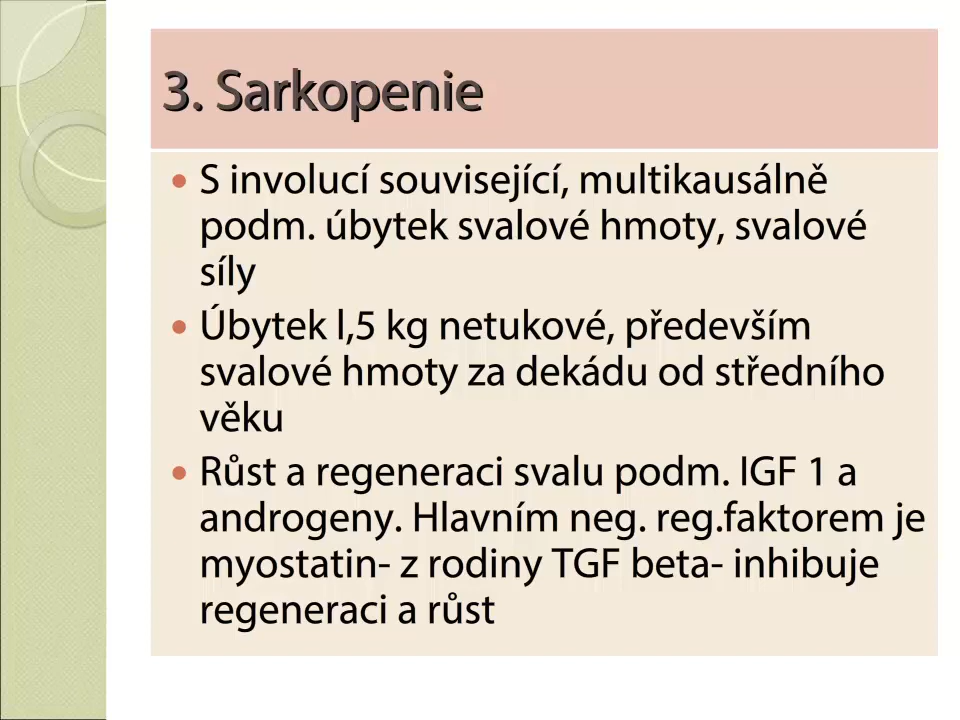 3. Sarkopenie
• S involucí související, multikausálně
podm. úbytek svalové hmoty, svalové
síly
• Úbytek l,5 kg netukové, především
svalové hmoty za dekádu od středního
věku
• Růst a regeneraci svalu podm. IGF 1 a
androgeny. Hlavním neg. reg.faktorem je
myostatin- z rodiny TGF beta- inhibuje
regeneraci a růst